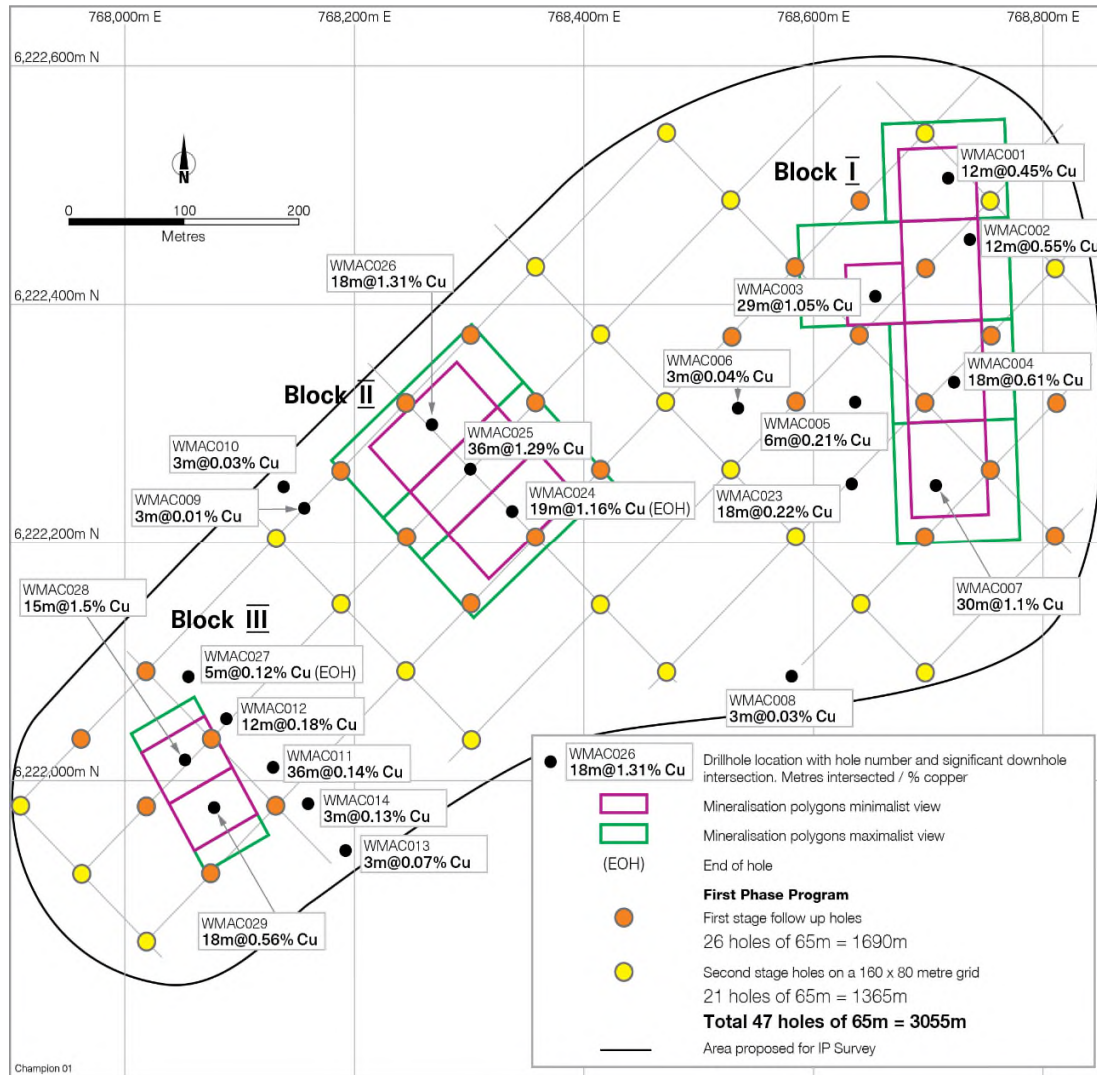 768,000m E
768,200m E
768,400m E
768,600m E
768,800m E
6,222,600m N
6,222,400m N
6,222,200m N
6,222,000m N
N
0
100
200
Metres
Block I
WMAC001
12m@0.45% Cu
WMAC002
12m@0.55% Cu
WMAC003
29m@1.05% Cu
WMAC004
18m@0.61% Cu
WMAC006
3m@0.04% Cu
WMAC005
6m@0.21% Cu
WMAC023
18m@0.22% Cu
WMAC007
30m@1.1% Cu
WMAC008
3m@0.03% Cu
WMAC026
18m@1.31% Cu
Block II
WMAC025
36m@1.29% Cu
WMAC024
19m@1.16% Cu (EOH)
WMAC010
3m@0.03% Cu
WMAC009
3m@0.01% Cu
WMAC028
15m@1.5% Cu
Block III
WMAC027
5m@0.12% Cu (EOH)
WMAC012
12m@0.18% Cu
WMAC011
36m@0.14% Cu
WMAC014
3m@0.13% Cu
WMAC013
3m@0.07% Cu
WMAC029
18m@0.56% Cu
WMAC026
18m@1.31% Cu
Drillhole location with hole number and significant downhole
intersection. Metres intersected / % copper
Mineralisation polygons minimalist view
Mineralisation polygons maximalist view
(EOH)
End of hole
First Phase Program
First stage follow up holes
26 holes of 65m = 1690m
Second stage holes on a 160 x 80 metre grid
21 holes of 65m = 1365m
Total 47 holes of 65m = 3055m
Area proposed for IP Survey
Champion 01